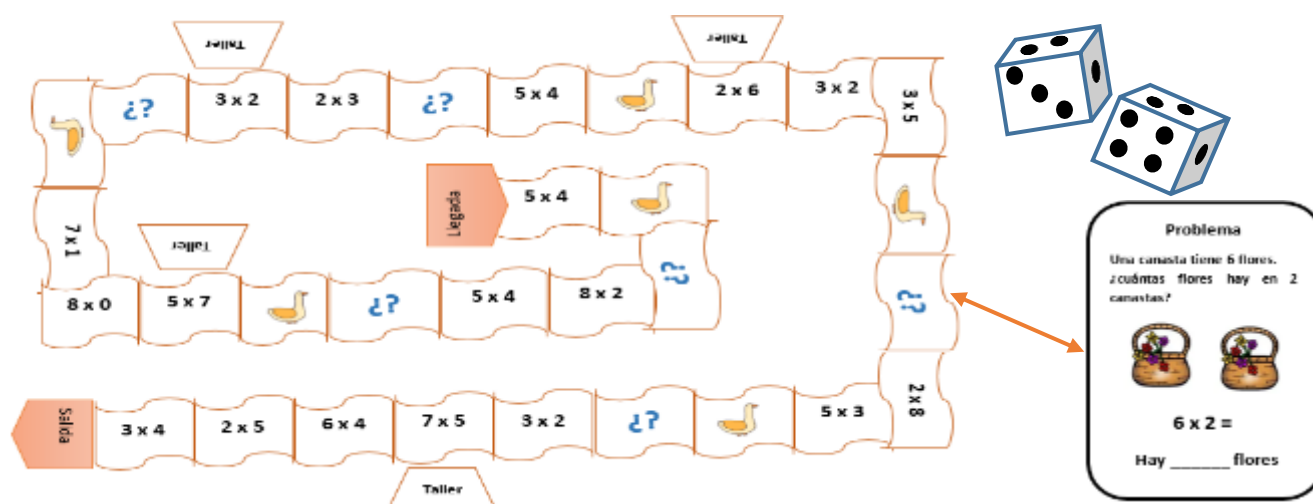 Taller
Taller
¿?
3 x 2
2 x 3
¿?
5 x 4
2 x 6
3 x 2
3 x 5
¿?
2 x 8
5 x 3
¿?
3 x 2
7 x 5
6 x 4
2 x 5
3 x 4
Salida
Taller
7 x 1
8 x 0
5 x 7
Taller
¿?
5 x 4
8 x 2
¿?
5 x 4
Llegada
Problema
Una canasta tiene 6 flores.
¿cuántas flores hay en 2
canastas?
6 x 2 =
Hay ______ flores